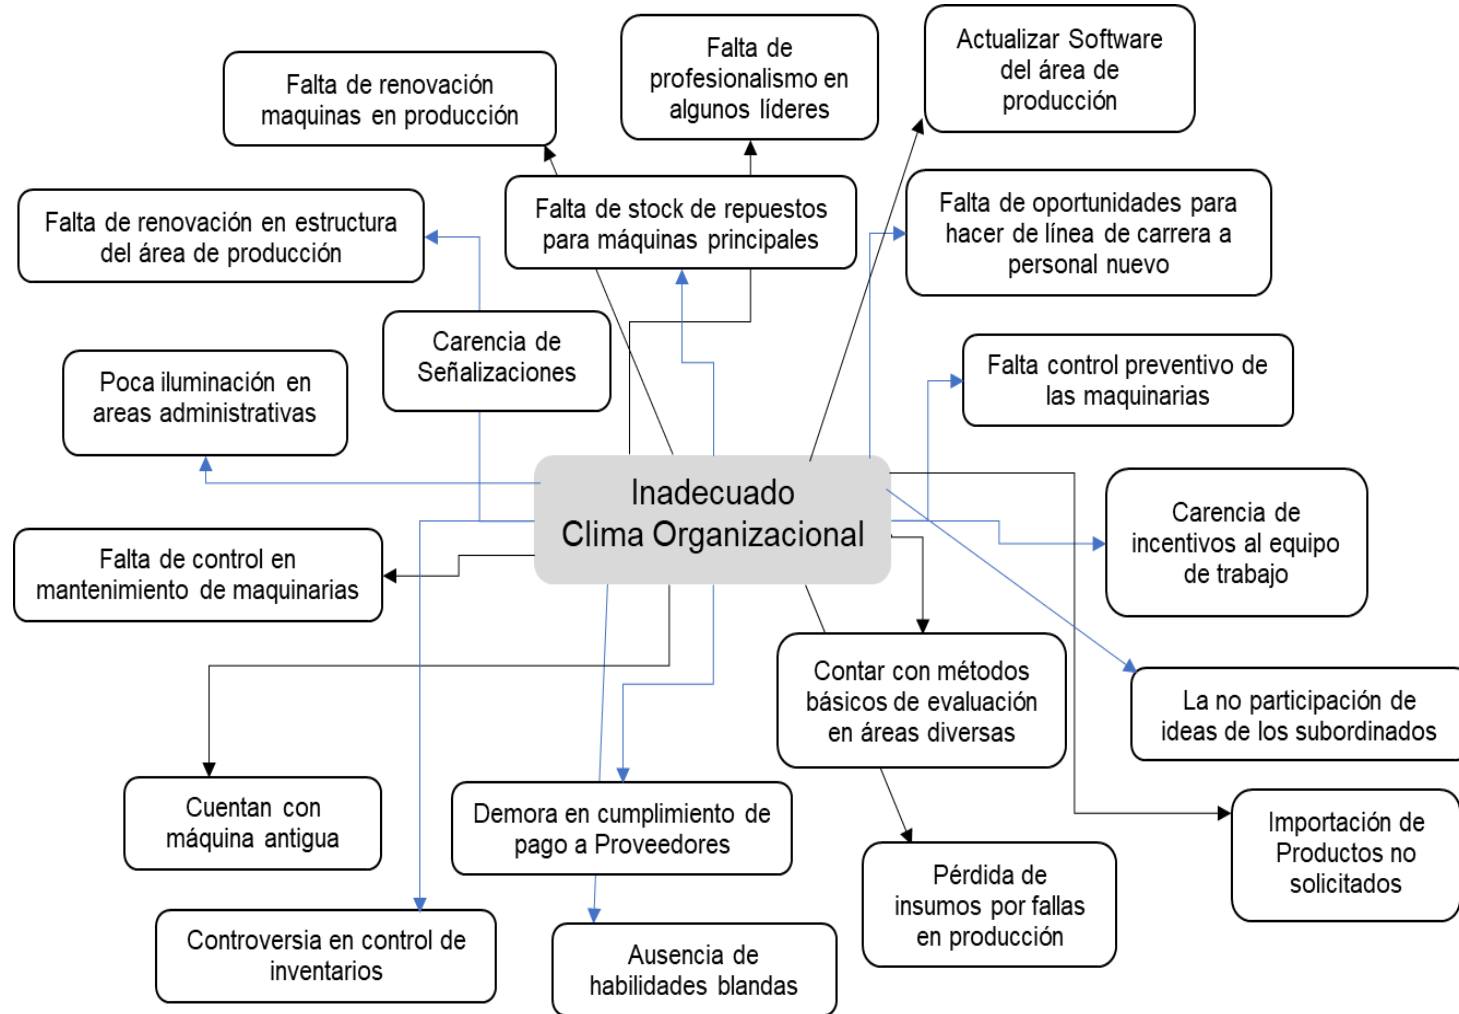 Falta de
profesionalismo en
algunos líderes
Actualizar Software
del área de
producción
Falta de renovación
maquinas en producción
Falta de stock de repuestos
para máquinas principales
Falta de oportunidades para
hacer de línea de carrera a
personal nuevo
Falta de renovación en estructura
del área de producción
Carencia de
Señalizaciones
Falta control preventivo de
las maquinarias
Poca iluminación en
areas administrativas
Inadecuado
Clima Organizacional
Carencia de
incentivos al equipo
de trabajo
Falta de control en
mantenimiento de maquinarias
Contar con métodos
básicos de evaluación
en áreas diversas
La no participación de
ideas de los subordinados
Cuentan con
máquina antigua
Demora en cumplimiento de
pago a Proveedores
Importación de
Productos no
solicitados
Pérdida de
insumos por fallas
en producción
Controversia en control de
inventarios
Ausencia de
habilidades blandas